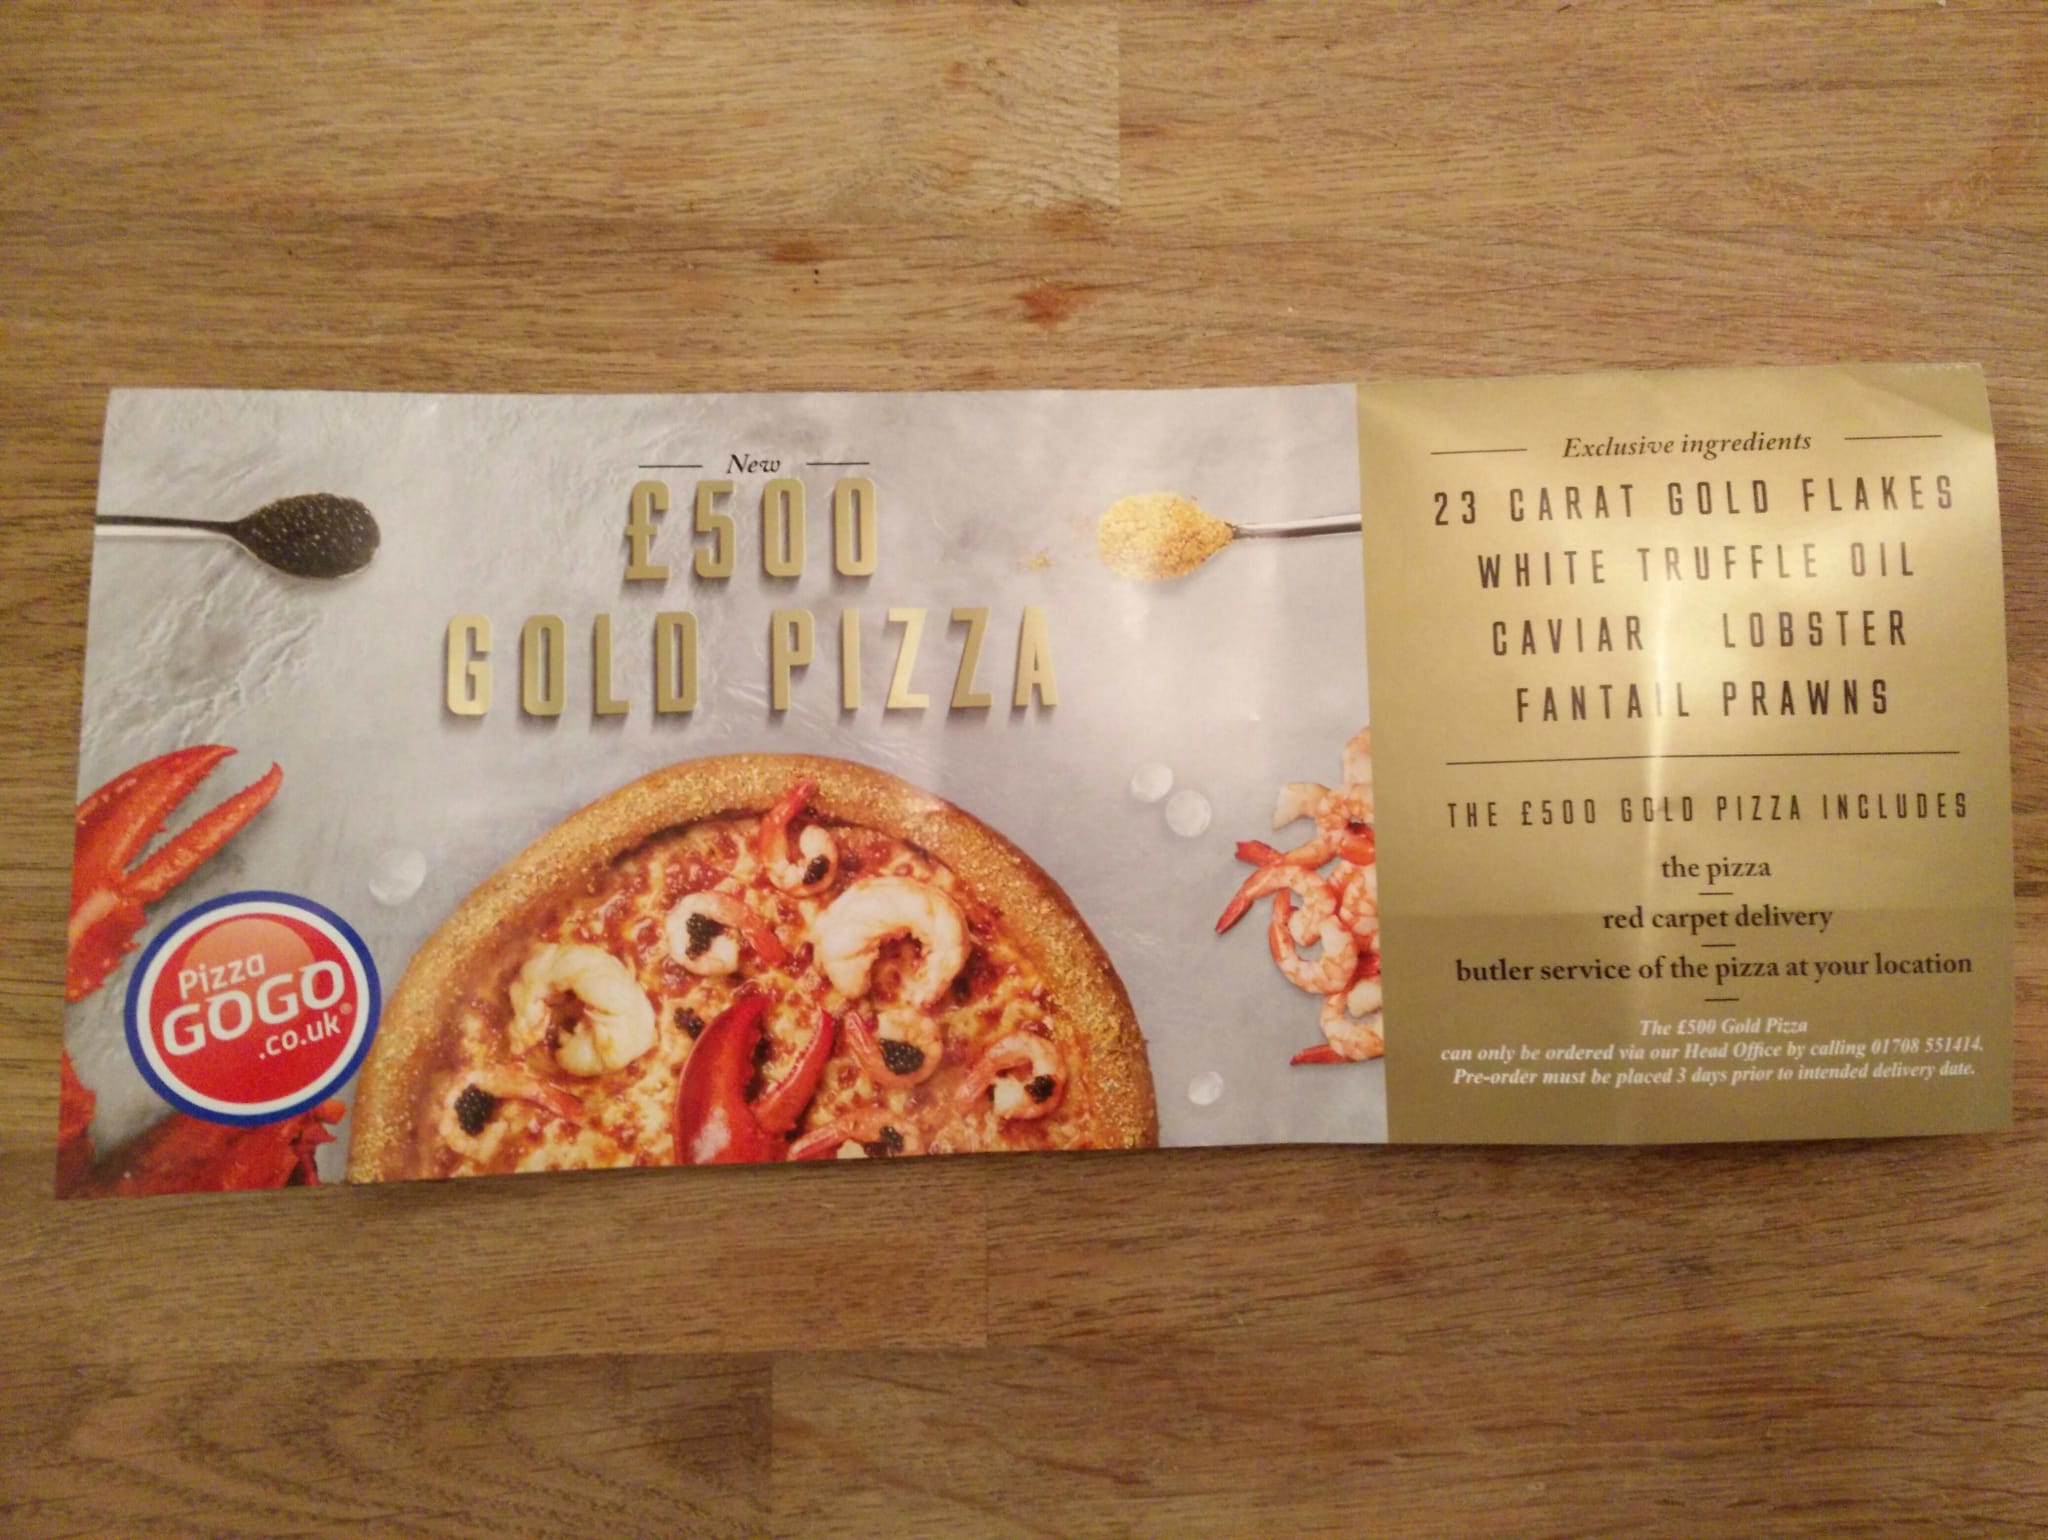 New
£500
GOLD PIZZA
Pizza
GOGO®
.co.uk
Exclusive ingredients
23 CARAT GOLD FLAKES
WHITE TRUFFLE OIL
CAVIAR LOBSTER
FANTAIL PRAWNS
THE £500 GOLD PIZZA INCLUDES
the pizza
red carpet delivery
butler service of the pizza at your location
The £500 Gold Pizza
can only be ordered via our Head Office by calling 01708 551414.
Pre-order must be placed 3 days prior to intended delivery date.